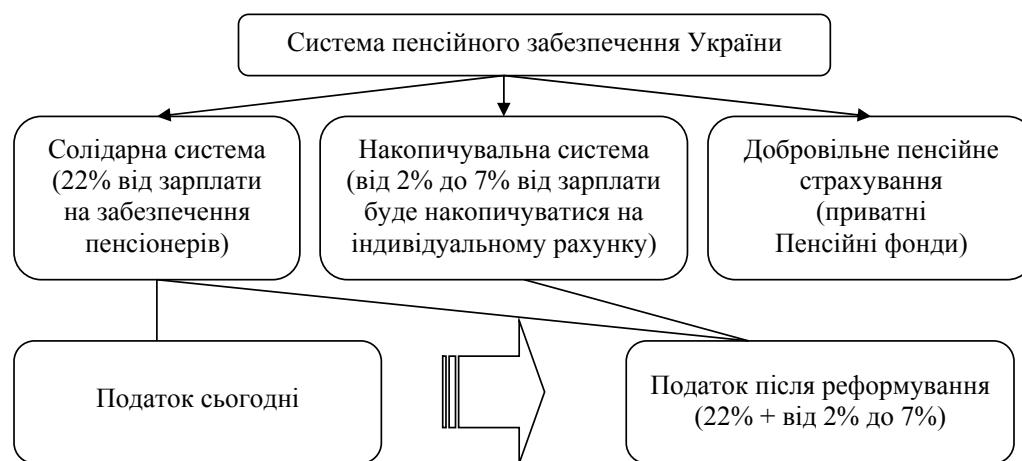 Система пенсійного забезпечення України
Солідарна система
(22% від зарплати
на забезпечення
пенсіонерів)
Накопичувальна система
(від 2% до 7% від зарплати
буде накопичуватися на
індивідуальному рахунку)
Добровільне пенсійне
страхування
(приватні
Пенсійні фонди)
Податок сьогодні
Податок після реформування
(22% + від 2% до 7%)